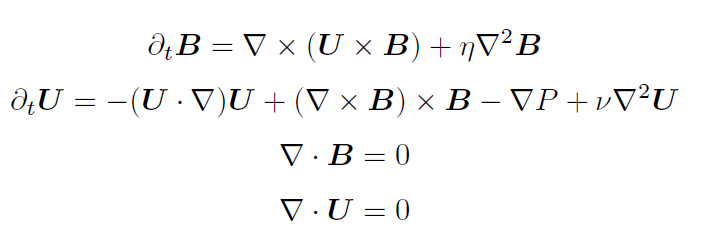 ∂ₜB = ∇ × (U × B) + η∇²B
∂ₜU = −(U · ∇)U + (∇ × B) × B − ∇P + ν∇²U
∇ · B = 0
∇ · U = 0